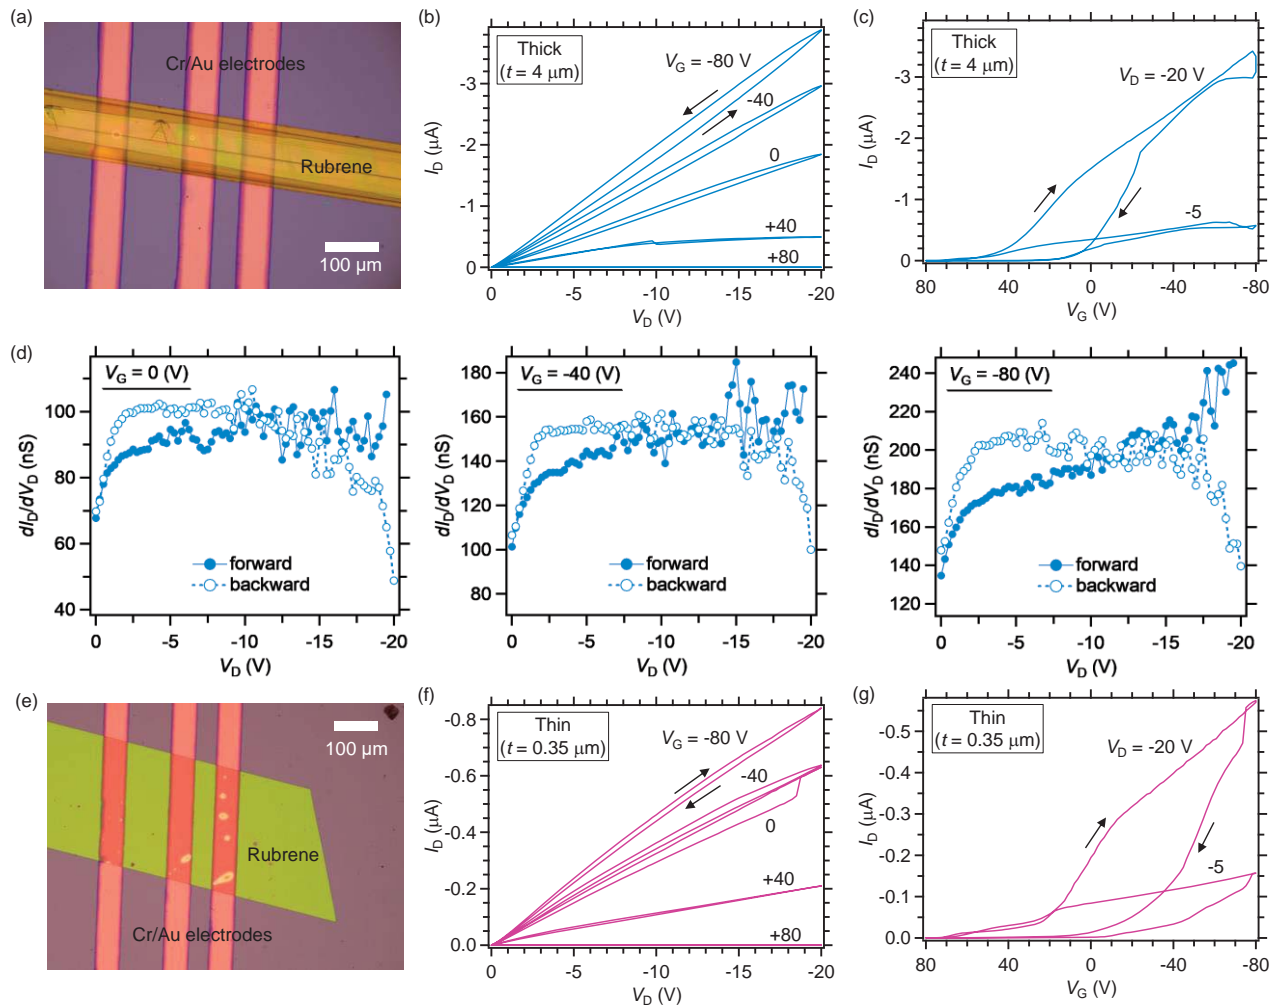 (a)
Cr/Au electrodes
Rubrene
100 µm
(b)
Thick
(t = 4 µm)
V_G = -80 V
-40
0
+40
+80
-3
-2
-1
0
I_D (µA)
0
-5
-10
-15
-20
V_D (V)
(c)
Thick
(t = 4 µm)
V_D = -20 V
-5
-3
-2
-1
0
I_D (µA)
80
40
0
-40
-80
V_G (V)
(d)
V_G = 0 (V)
100
80
60
40
dI_D/dV_D (nS)
forward
backward
0
-5
-10
-15
-20
V_D (V)
V_G = -40 (V)
180
160
140
120
100
80
dI_D/dV_D (nS)
forward
backward
0
-5
-10
-15
-20
V_D (V)
V_G = -80 (V)
240
220
200
180
160
140
120
dI_D/dV_D (nS)
forward
backward
0
-5
-10
-15
-20
V_D (V)
(e)
100 µm
Rubrene
Cr/Au electrodes
(f)
Thin
(t = 0.35 µm)
V_G = -80 V
-40
0
+40
+80
-0.8
-0.6
-0.4
-0.2
0.0
I_D (µA)
0
-5
-10
-15
-20
V_D (V)
(g)
Thin
(t = 0.35 µm)
V_D = -20 V
-5
-0.5
-0.4
-0.3
-0.2
-0.1
0.0
I_D (µA)
80
40
0
-40
-80
V_G (V)